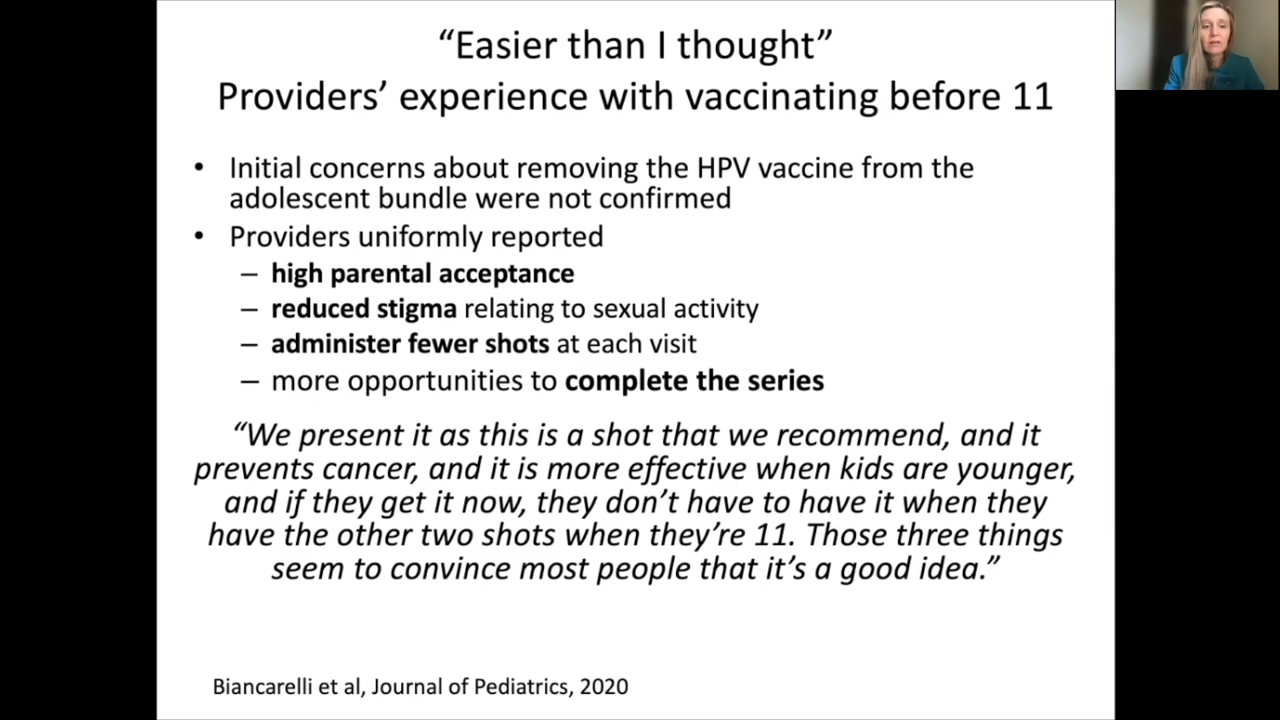 “Easier than I thought”
Providers’ experience with vaccinating before 11
• Initial concerns about removing the HPV vaccine from the
adolescent bundle were not confirmed
• Providers uniformly reported
– high parental acceptance
– reduced stigma relating to sexual activity
– administer fewer shots at each visit
– more opportunities to complete the series
“We present it as this is a shot that we recommend, and it
prevents cancer, and it is more effective when kids are younger,
and if they get it now, they don’t have to have it when they
have the other two shots when they’re 11. Those three things
seem to convince most people that it’s a good idea.”
Biancarelli et al, Journal of Pediatrics, 2020